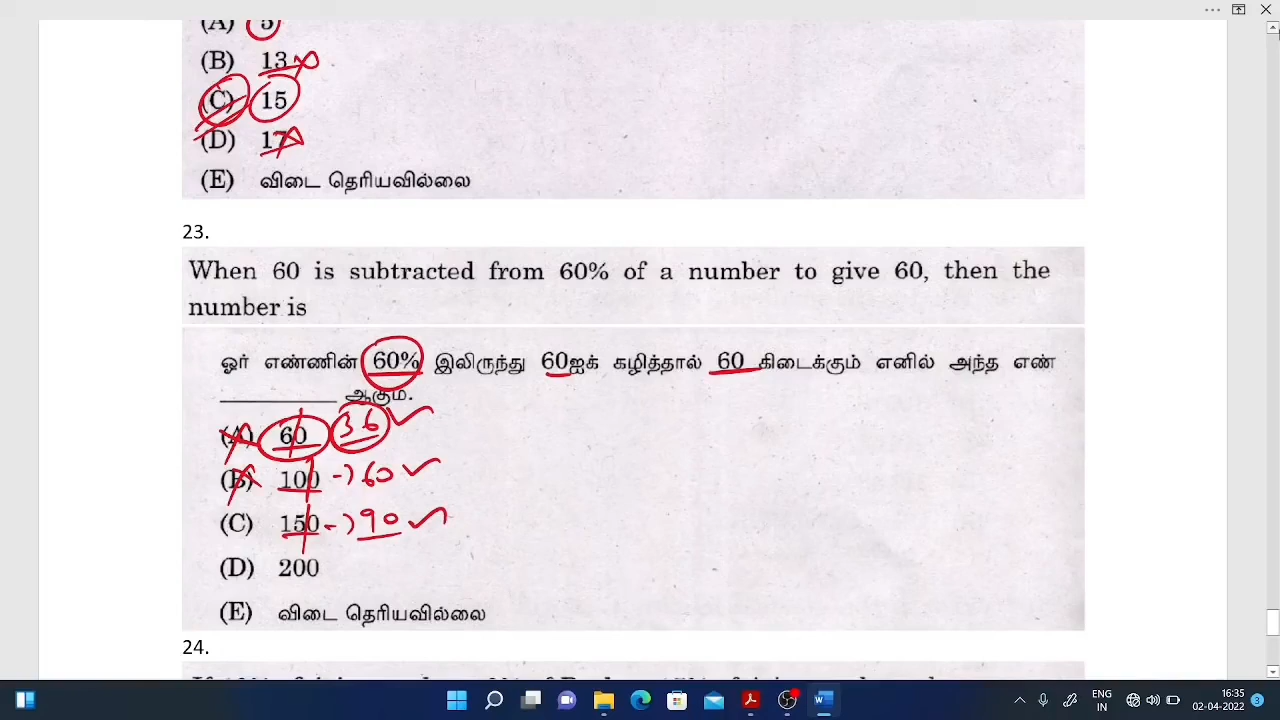 (A) 5
(B) 13
(C) 15
(D) 17
(E) விடை தெரியவில்லை
23.
When 60 is subtracted from 60% of a number to give 60, then the
number is
ஓர் எண்ணின் 60% இலிருந்து 60ஐக் கழித்தால் 60 கிடைக்கும் எனில் அந்த எண்
__________ ஆகும்.
(A) 60 36
(B) 100 -) 60
(C) 150 -) 90
(D) 200
(E) விடை தெரியவில்லை
24.
ENG
IN
16:35
02-04-2022
3